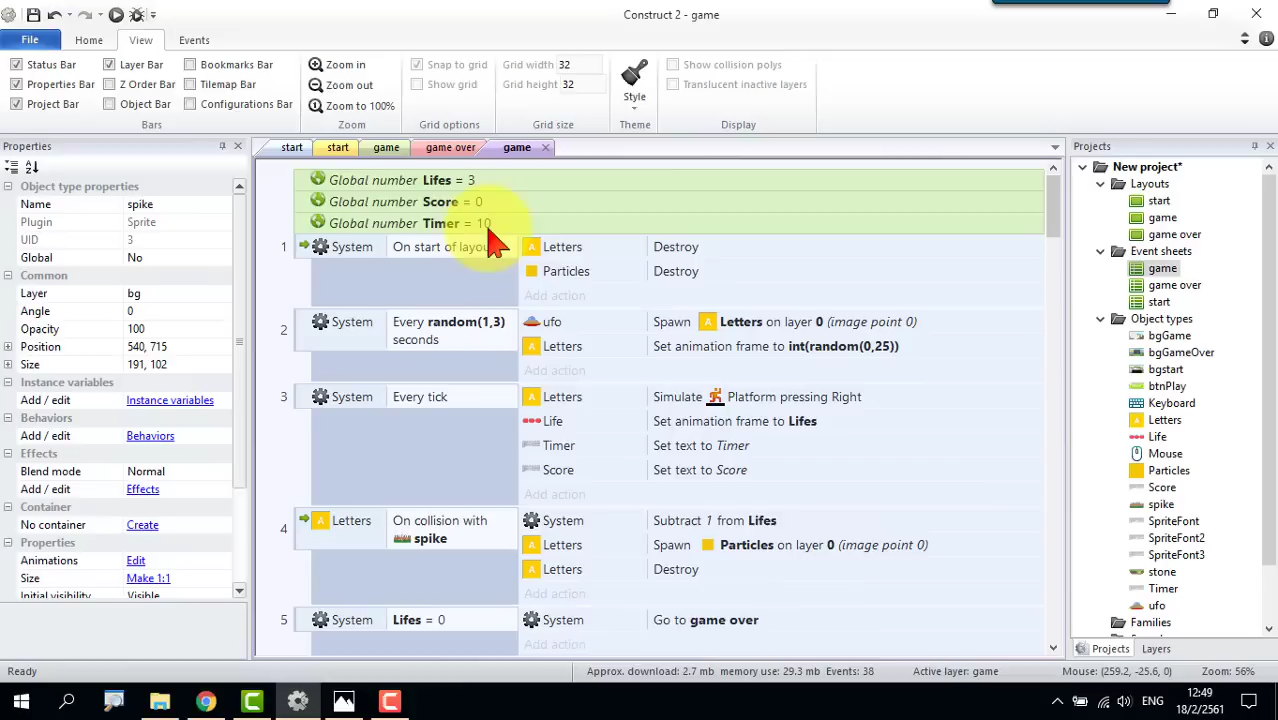 Construct 2 - game
File
Home
View
Events
Status Bar
Layer Bar
Bookmarks Bar
Properties Bar
Z Order Bar
Tilemap Bar
Project Bar
Object Bar
Configurations Bar
Bars
Zoom in
Zoom out
Zoom to 100%
Zoom
Snap to grid
Show grid
Grid options
Grid width 32
Grid height 32
Grid size
Style
Theme
Show collision polys
Translucent inactive layers
Display
Properties
Object type properties
Name spike
Plugin Sprite
UID 3
Global No
Common
Layer bg
Angle 0
Opacity 100
Position 540, 715
Size 191, 102
Instance variables
Add / edit Instance variables
Behaviors
Add / edit Behaviors
Effects
Blend mode Normal
Add / edit Effects
Container
No container Create
Properties
Animations Edit
Size Make 1:1
Initial visibility Visible
start
start
game
game over
game
Global number Lifes = 3
Global number Score = 0
Global number Timer = 10
1 System On start of layou Letters Destroy
Particles Destroy
Add action
2 System Every random(1,3) seconds ufo Spawn A Letters on layer 0 (image point 0)
Letters Set animation frame to int(random(0,25))
Add action
3 System Every tick Letters Simulate Platform pressing Right
Life Set animation frame to Lifes
Timer Set text to Timer
Score Set text to Score
Add action
4 A Letters On collision with spike System Subtract 1 from Lifes
Letters Spawn Particles on layer 0 (image point 0)
Letters Destroy
Add action
5 System Lifes = 0 System Go to game over
Add action
Projects
New project*
Layouts
start
game
game over
Event sheets
game
game over
start
Object types
bgGame
bgGameOver
bgstart
btnPlay
Keyboard
Letters
Life
Mouse
Particles
Score
spike
SpriteFont
SpriteFont2
SpriteFont3
stone
Timer
ufo
Families
Projects
Layers
Ready
Approx. download: 2.7 mb memory use: 29.3 mb Events: 38
Active layer: game
Mouse: (259.2, -25.6, 0)
Zoom: 56%
ENG
12:49
18/2/2561